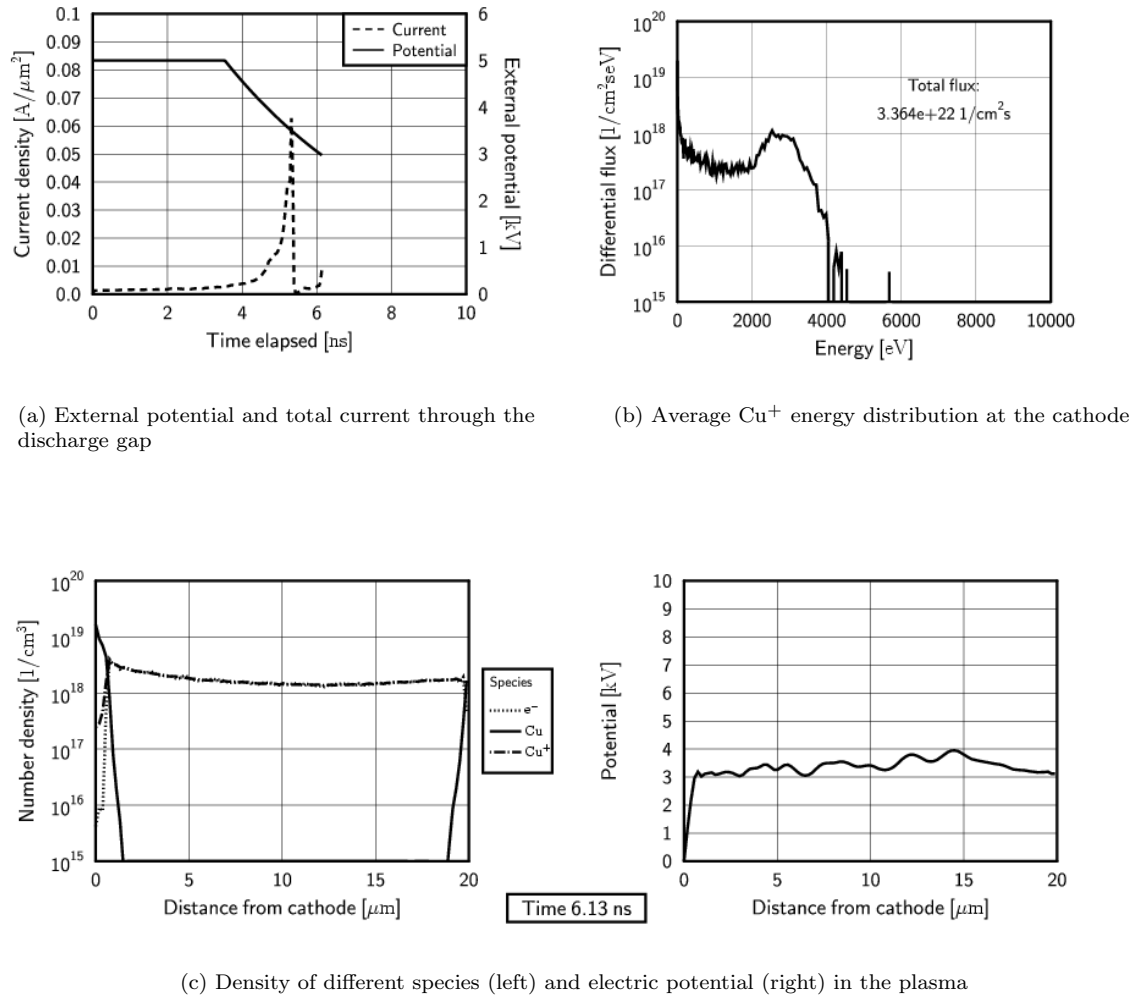 0.1
0.09
0.08
0.07
0.06
0.05
0.04
0.03
0.02
0.01
0.0
Current density [A/μm²]
Current
Potential
6
5
4
3
2
1
0
External potential [kV]
0 2 4 6 8 10
Time elapsed [ns]
(a) External potential and total current through the
discharge gap
10²⁰
10¹⁹
10¹⁸
10¹⁷
10¹⁶
10¹⁵
Differential flux [1/cm²seV]
Total flux:
3.364e+22 1/cm²s
0 2000 4000 6000 8000 10000
Energy [eV]
(b) Average Cu⁺ energy distribution at the cathode
10²⁰
10¹⁹
10¹⁸
10¹⁷
10¹⁶
10¹⁵
Number density [1/cm³]
0 5 10 15 20
Distance from cathode [μm]
Species
e⁻
Cu
Cu⁺
Time 6.13 ns
10
9
8
7
6
5
4
3
2
1
0
Potential [kV]
0 5 10 15 20
Distance from cathode [μm]
(c) Density of different species (left) and electric potential (right) in the plasma